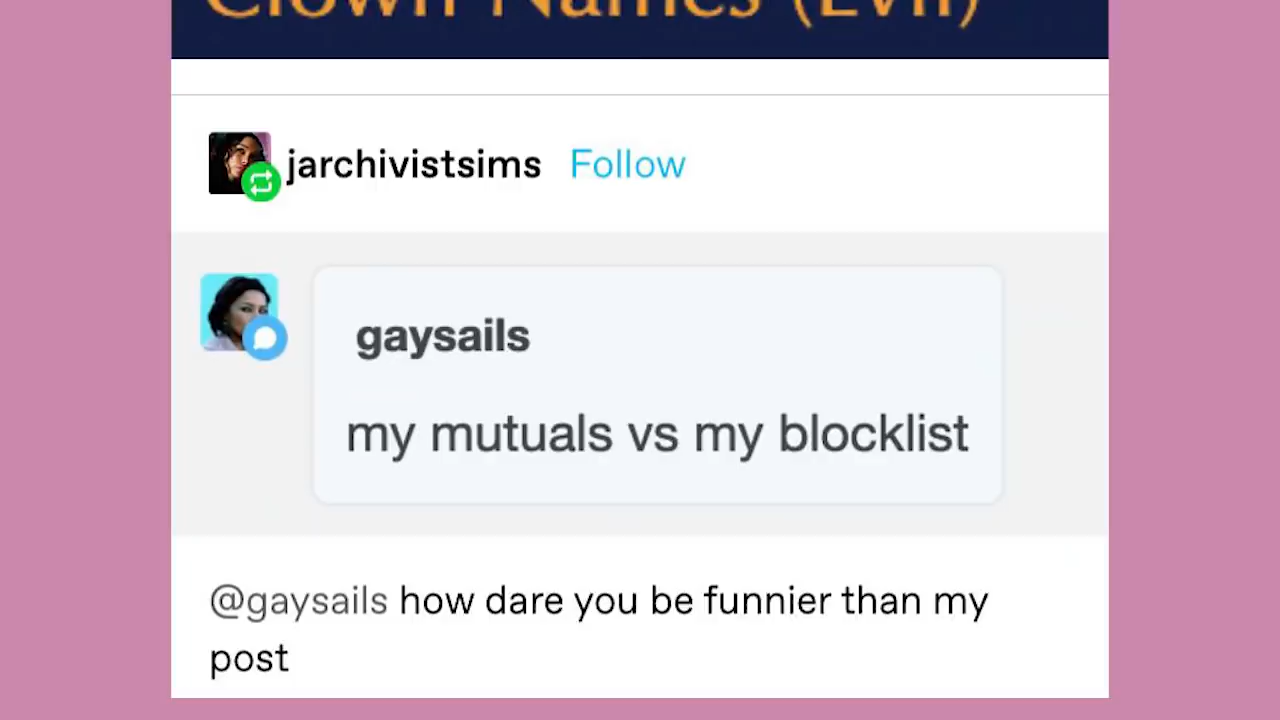 Clown Names (Evil)
jarchivistsims Follow
gaysails
my mutuals vs my blocklist
@gaysails how dare you be funnier than my
post